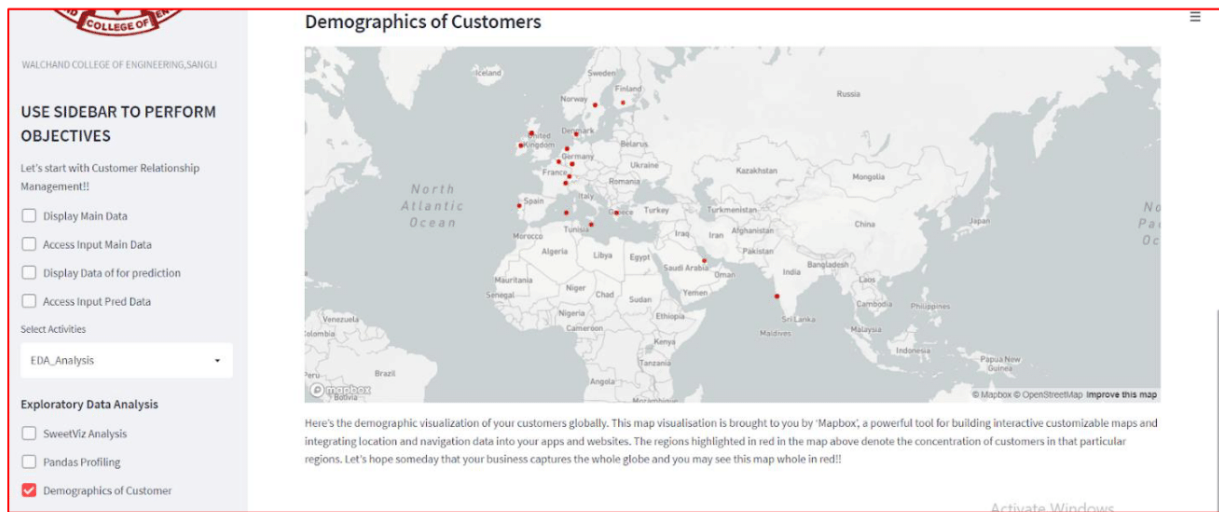 COLLEGE OF
WALCHAND COLLEGE OF ENGINEERING,SANGLI
USE SIDEBAR TO PERFORM
OBJECTIVES
Let's start with Customer Relationship
Management!!
Display Main Data
Access Input Main Data
Display Data of for prediction
Access Input Pred Data
Select Activities
EDA_Analysis
Exploratory Data Analysis
SweetViz Analysis
Pandas Profiling
Demographics of Customer
Demographics of Customers
Iceland
Sweden
Finland
Norway
Russia
United
Kingdom
Denmark
Belarus
Germany
Ukraine
France
Kazakhstan
Mongolia
Romania
North
Atlantic
Ocean
Italy
Spain
Greece
Turkey
Turkmenistan
Japan
China
Tunisia
Morocco
Iraq
Iran
Afghanistan
Pakistan
Algeria
Libya
Egypt
Saudi Arabia
Oman
India
Bangladesh
Mauritania
Niger
Chad
Sudan
Yemen
Senegal
Cambodia
Philippines
Nigeria
Ethiopia
Sri Lanka
Maldives
Venezuela
Cameroon
Kenya
Malaysia
Colombia
Indonesia
Papua New
Guinea
Tanzania
Brazil
Peru
Angola
Bolivia
mapbox
© Mapbox © OpenStreetMap Improve this map
Here's the demographic visualization of your customers globally. This map visualisation is brought to you by 'Mapbox', a powerful tool for building interactive customizable maps and
integrating location and navigation data into your apps and websites. The regions highlighted in red in the map above denote the concentration of customers in that particular
regions. Let's hope someday that your business captures the whole globe and you may see this map whole in red!!
Activate Windows